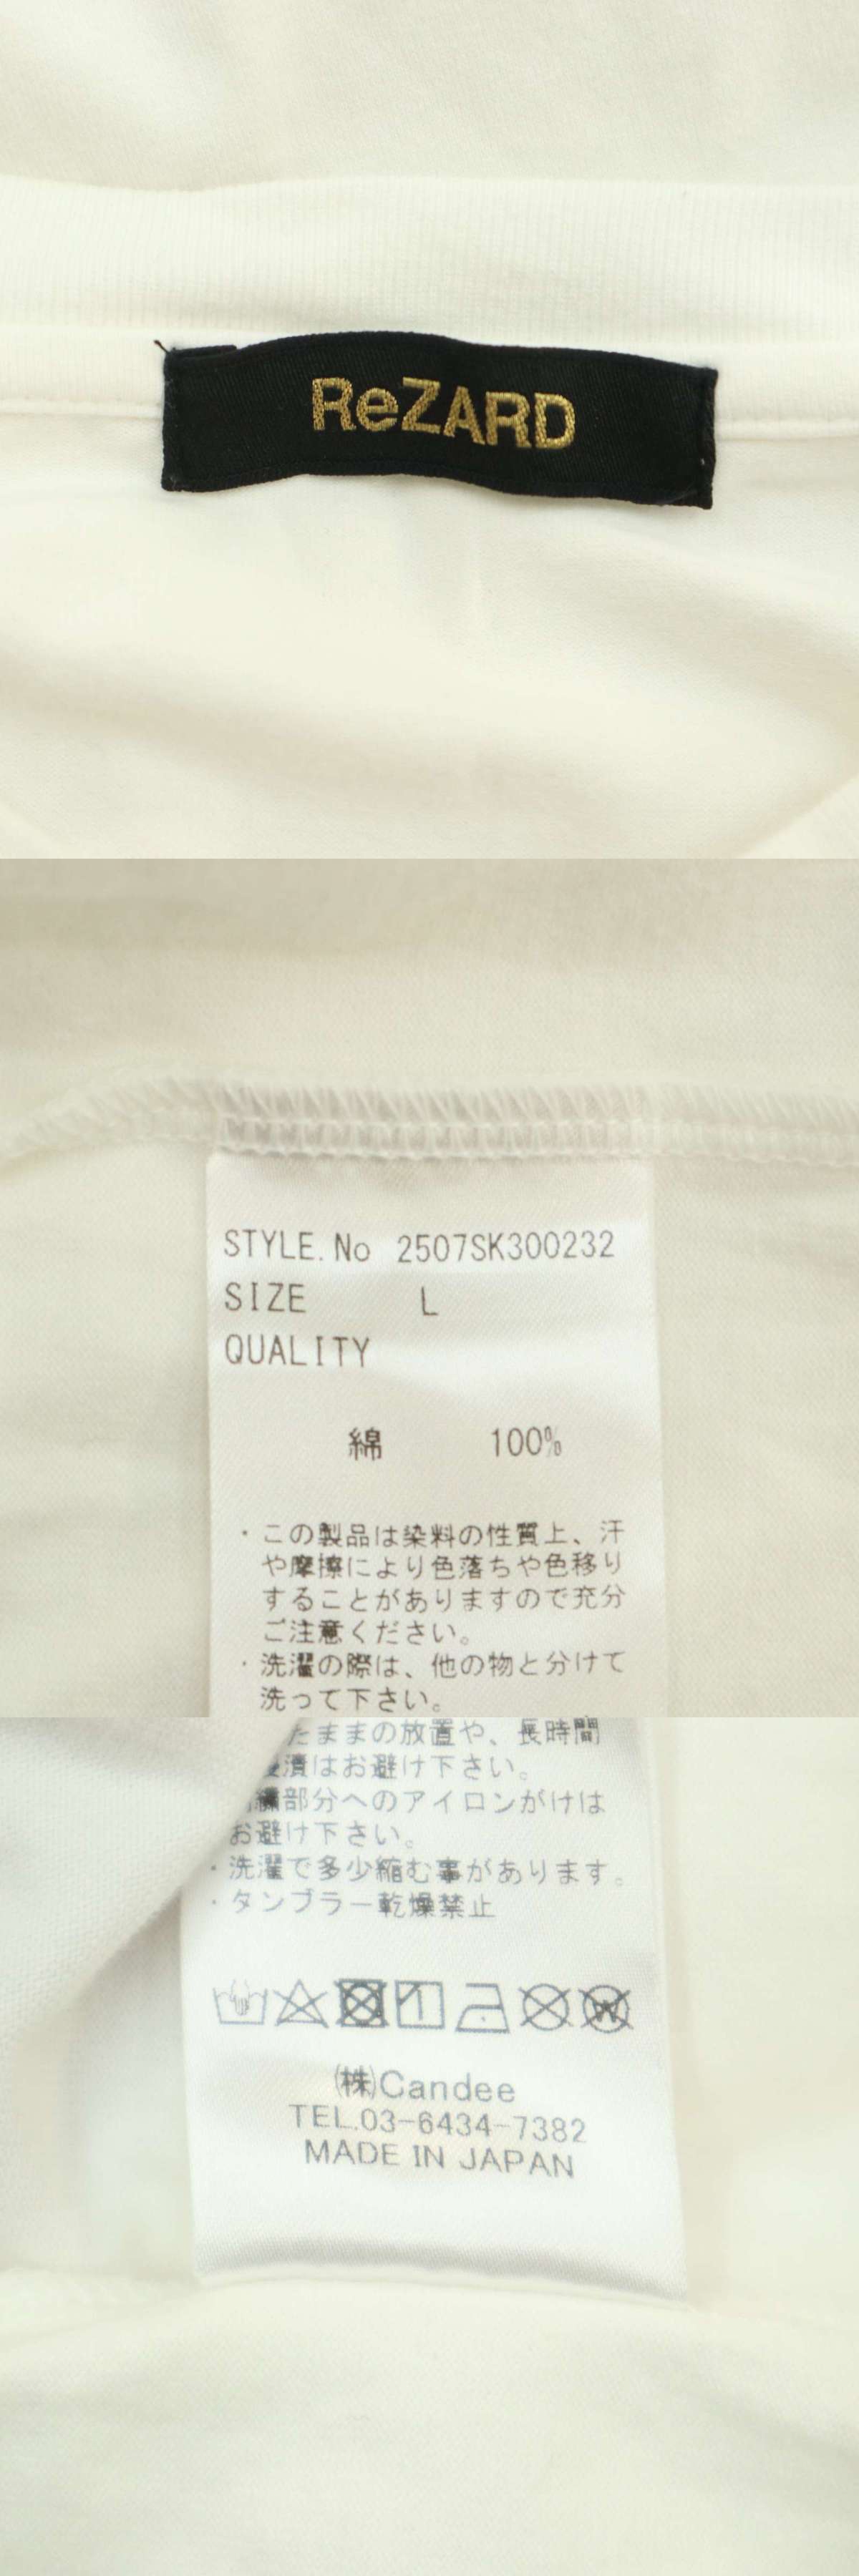 ReZARD
STYLE.No 2507SK300232
SIZE L
QUALITY
綿 100%
・この製品は染料の性質上、汗
や摩擦により色落ちや色移り
することがありますので充分
ご注意ください。
・洗濯の際は、他の物と分けて
洗って下さい。
たままの放置や、長時間
漬はお避け下さい。
部分へのアイロンがけは
お避け下さい。
・洗濯で多少縮む事があります。
・タンブラー乾燥禁止
W
㈱Candee
TEL.03-6434-7382
MADE IN JAPAN